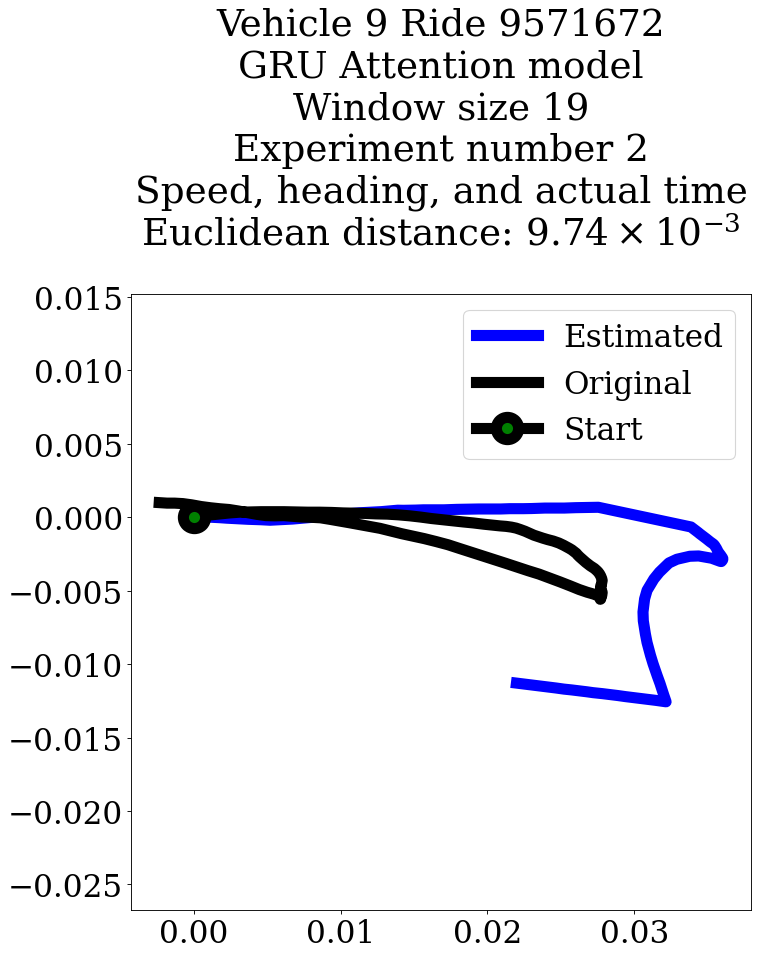 Vehicle 9 Ride 9571672
GRU Attention model
Window size 19
Experiment number 2
Speed, heading, and actual time
Euclidean distance: 9.74 × 10⁻³
0.015
0.010
0.005
0.000
−0.005
−0.010
−0.015
−0.020
−0.025
Estimated
Original
Start
0.00 0.01 0.02 0.03